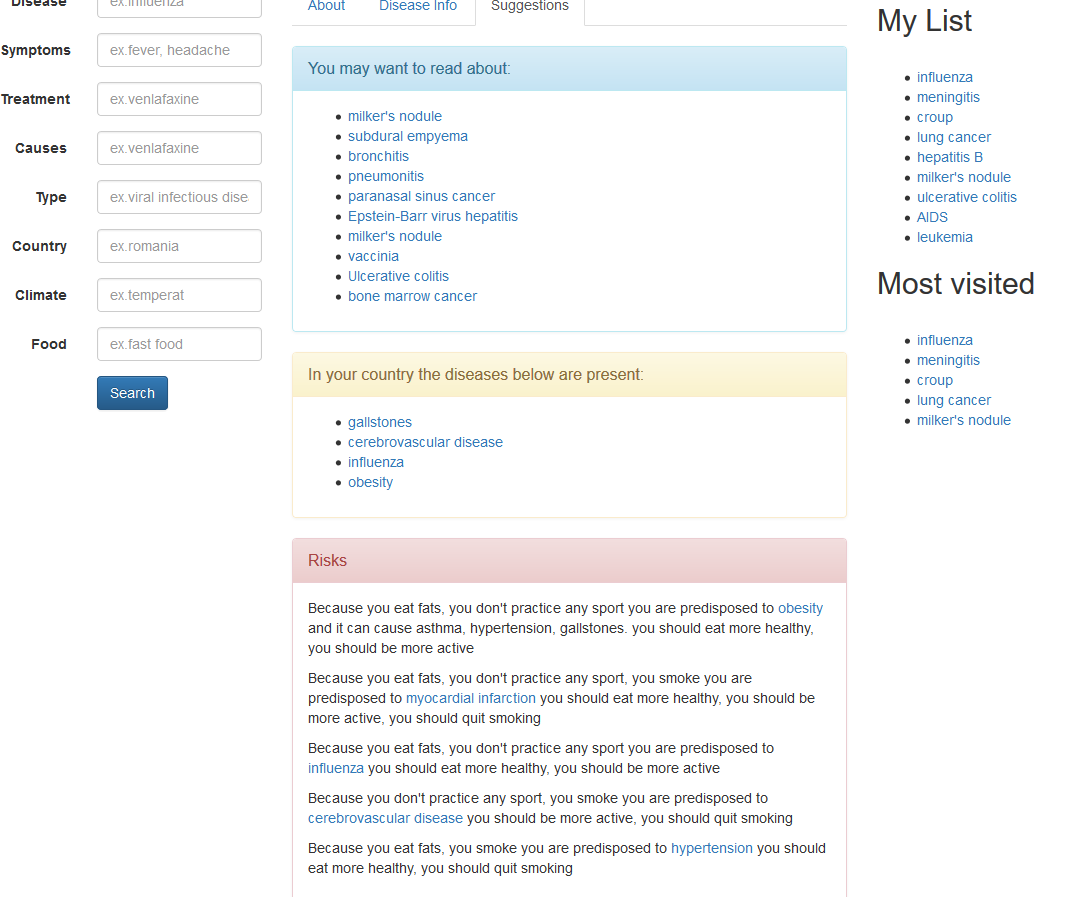 Disease
ex.influenza
Symptoms
ex.fever, headache
Treatment
ex.venlafaxine
Causes
ex.venlafaxine
Type
ex.viral infectious dise
Country
ex.romania
Climate
ex.temperat
Food
ex.fast food
Search
About
Disease Info
Suggestions
You may want to read about:
milker's nodule
subdural empyema
bronchitis
pneumonitis
paranasal sinus cancer
Epstein-Barr virus hepatitis
milker's nodule
vaccinia
Ulcerative colitis
bone marrow cancer
In your country the diseases below are present:
gallstones
cerebrovascular disease
influenza
obesity
Risks
Because you eat fats, you don't practice any sport you are predisposed to obesity
and it can cause asthma, hypertension, gallstones. you should eat more healthy,
you should be more active
Because you eat fats, you don't practice any sport, you smoke you are
predisposed to myocardial infarction you should eat more healthy, you should be
more active, you should quit smoking
Because you eat fats, you don't practice any sport you are predisposed to
influenza you should eat more healthy, you should be more active
Because you don't practice any sport, you smoke you are predisposed to
cerebrovascular disease you should be more active, you should quit smoking
Because you eat fats, you smoke you are predisposed to hypertension you should
eat more healthy, you should quit smoking
My List
influenza
meningitis
croup
lung cancer
hepatitis B
milker's nodule
ulcerative colitis
AIDS
leukemia
Most visited
influenza
meningitis
croup
lung cancer
milker's nodule